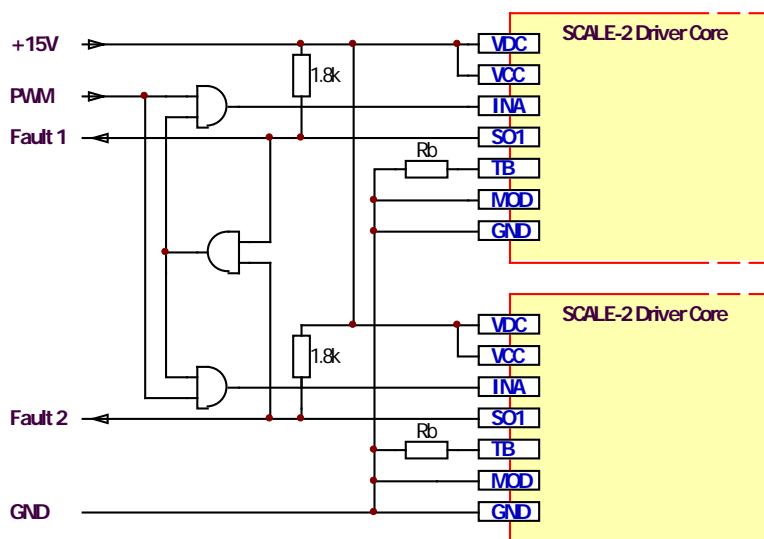 +15V
PWM
Fault 1
1.8k
Rb
SCALE-2 Driver Core
VDC
VCC
INA
SO1
TB
MOD
GND
1.8k
Fault 2
Rb
GND
SCALE-2 Driver Core
VDC
VCC
INA
SO1
TB
MOD
GND